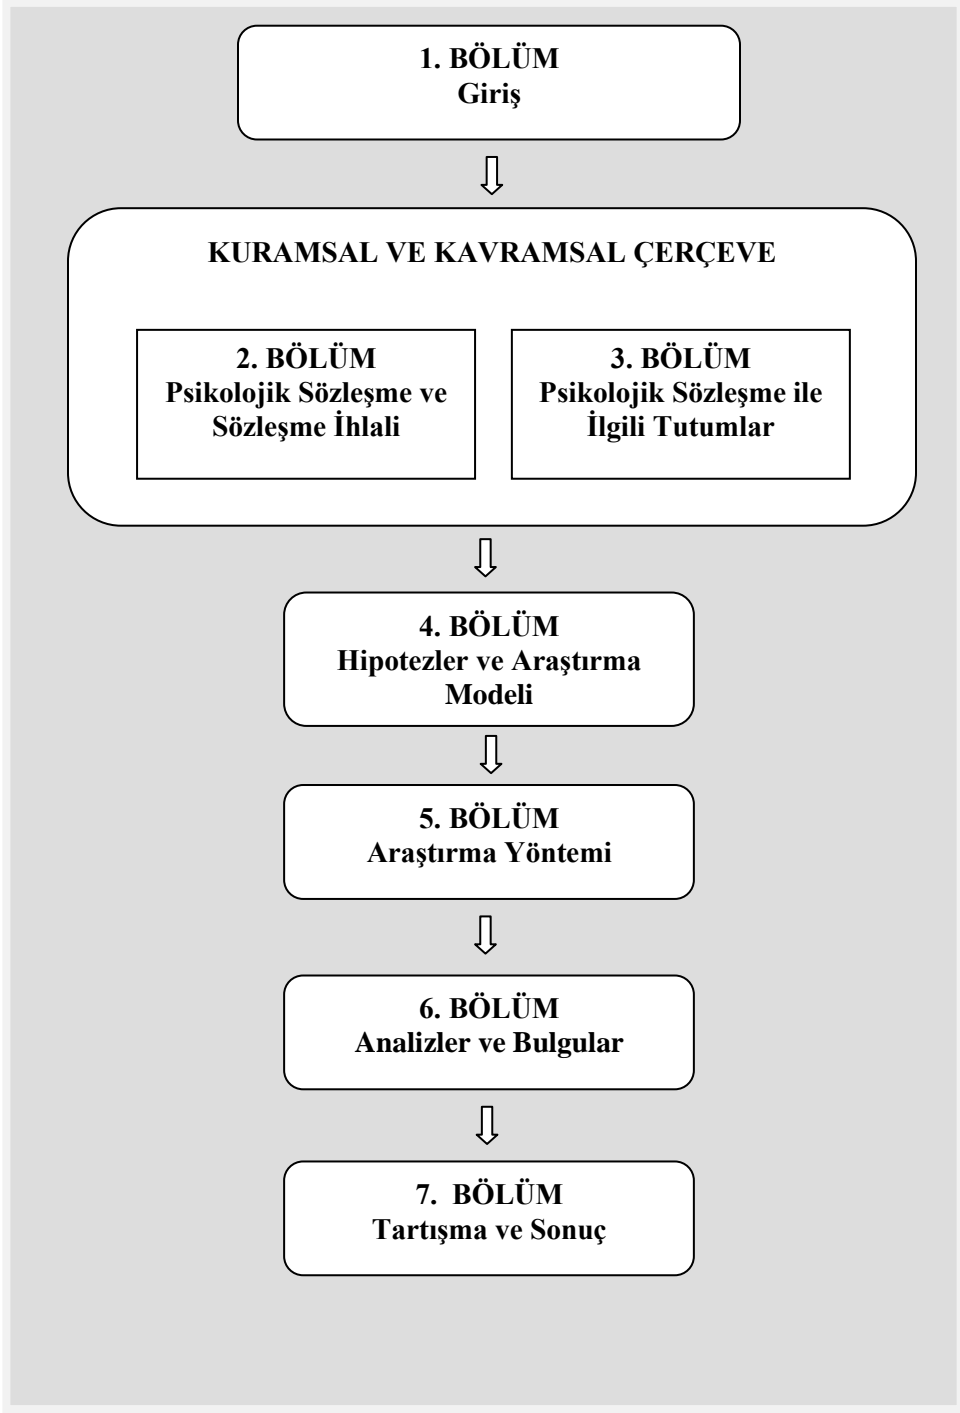 1. BÖLÜM
Giriş
KURAMSAL VE KAVRAMSAL ÇERÇEVE
2. BÖLÜM
Psikolojik Sözleşme ve
Sözleşme İhlali
3. BÖLÜM
Psikolojik Sözleşme ile
İlgili Tutumlar
4. BÖLÜM
Hipotezler ve Araştırma
Modeli
5. BÖLÜM
Araştırma Yöntemi
6. BÖLÜM
Analizler ve Bulgular
7. BÖLÜM
Tartışma ve Sonuç